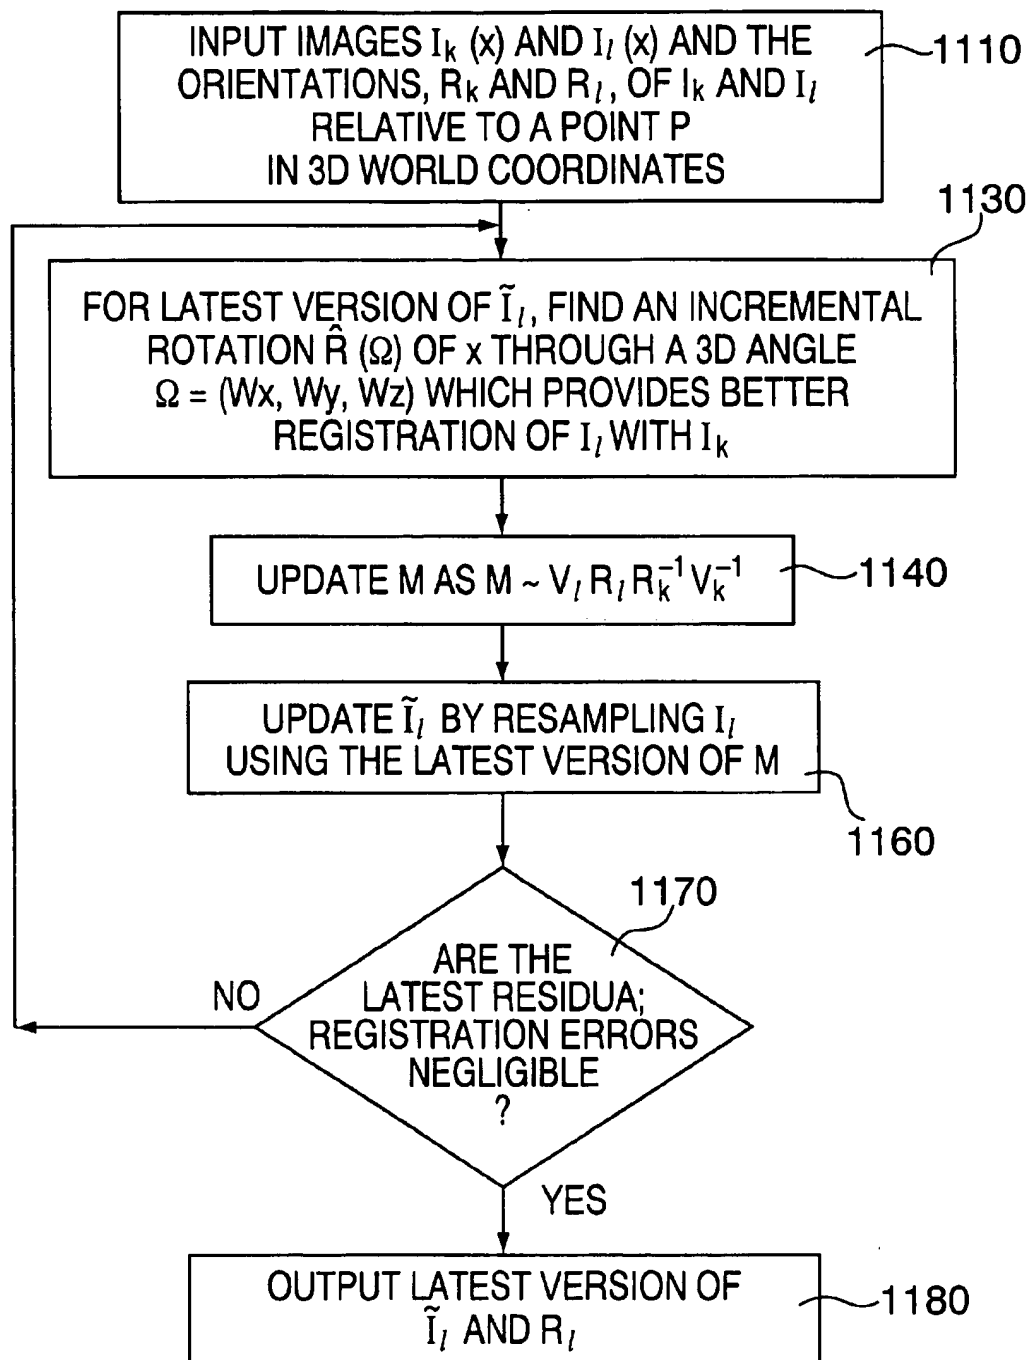 INPUT IMAGES Iₖ (x) AND Iₗ (x) AND THE
ORIENTATIONS, Rₖ AND Rₗ, OF Iₖ AND Iₗ
RELATIVE TO A POINT P
IN 3D WORLD COORDINATES
1110
1130
FOR LATEST VERSION OF Ĩₗ, FIND AN INCREMENTAL
ROTATION R̂ (Ω) OF x THROUGH A 3D ANGLE
Ω = (Wx, Wy, Wz) WHICH PROVIDES BETTER
REGISTRATION OF Iₗ WITH Iₖ
UPDATE M AS M ~ Vₗ Rₗ Rₖ⁻¹ Vₖ⁻¹
1140
UPDATE Ĩₗ BY RESAMPLING Iₗ
USING THE LATEST VERSION OF M
1160
1170
ARE THE
LATEST RESIDUA;
REGISTRATION ERRORS
NEGLIGIBLE
?
NO
YES
OUTPUT LATEST VERSION OF
Ĩₗ AND Rₗ
1180